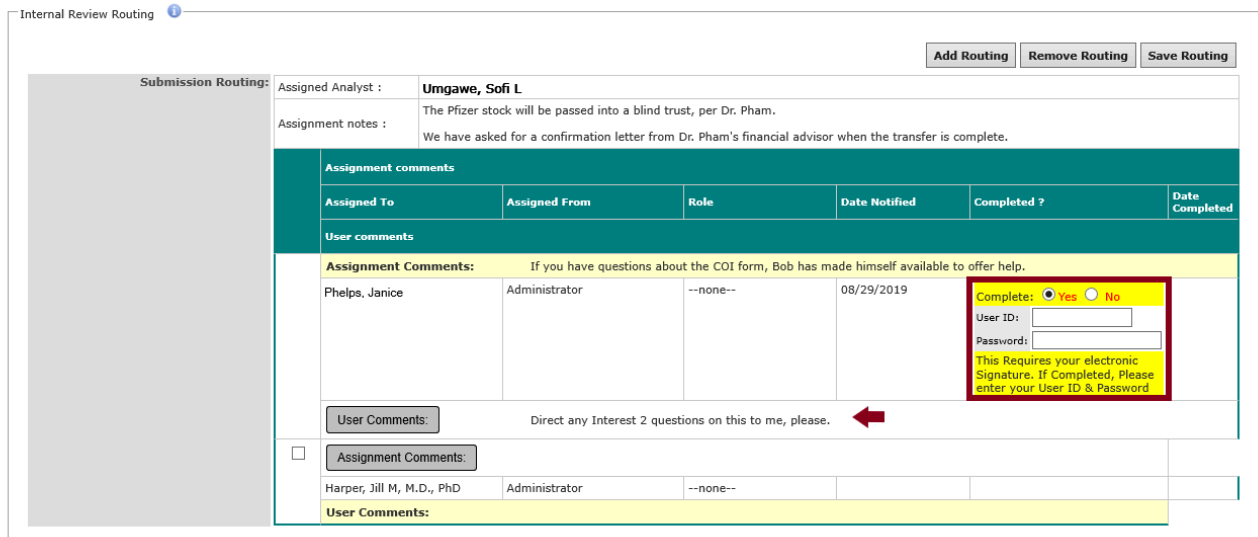 Internal Review Routing
Add Routing Remove Routing Save Routing
Submission Routing: Assigned Analyst : Umgawe, Sofi L
Assignment notes : The Pfizer stock will be passed into a blind trust, per Dr. Pham.
We have asked for a confirmation letter from Dr. Pham's financial advisor when the transfer is complete.
Assignment comments
Assigned To Assigned From Role Date Notified Completed ? Date Completed
User comments
Assignment Comments: If you have questions about the COI form, Bob has made himself available to offer help.
Phelps, Janice Administrator --none-- 08/29/2019 Complete: Yes No
User ID:
Password:
This Requires your electronic
Signature. If Completed, Please
enter your User ID & Password
User Comments: Direct any Interest 2 questions on this to me, please.
Assignment Comments:
Harper, Jill M, M.D., PhD Administrator --none--
User Comments: